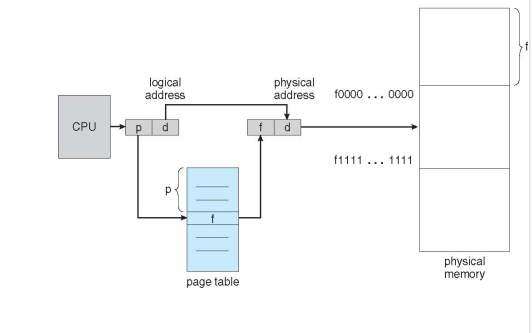 logical
address
physical
address
f0000 ... 0000
f
CPU
p
d
f
d
f1111 ... 1111
p
f
page table
physical
memory